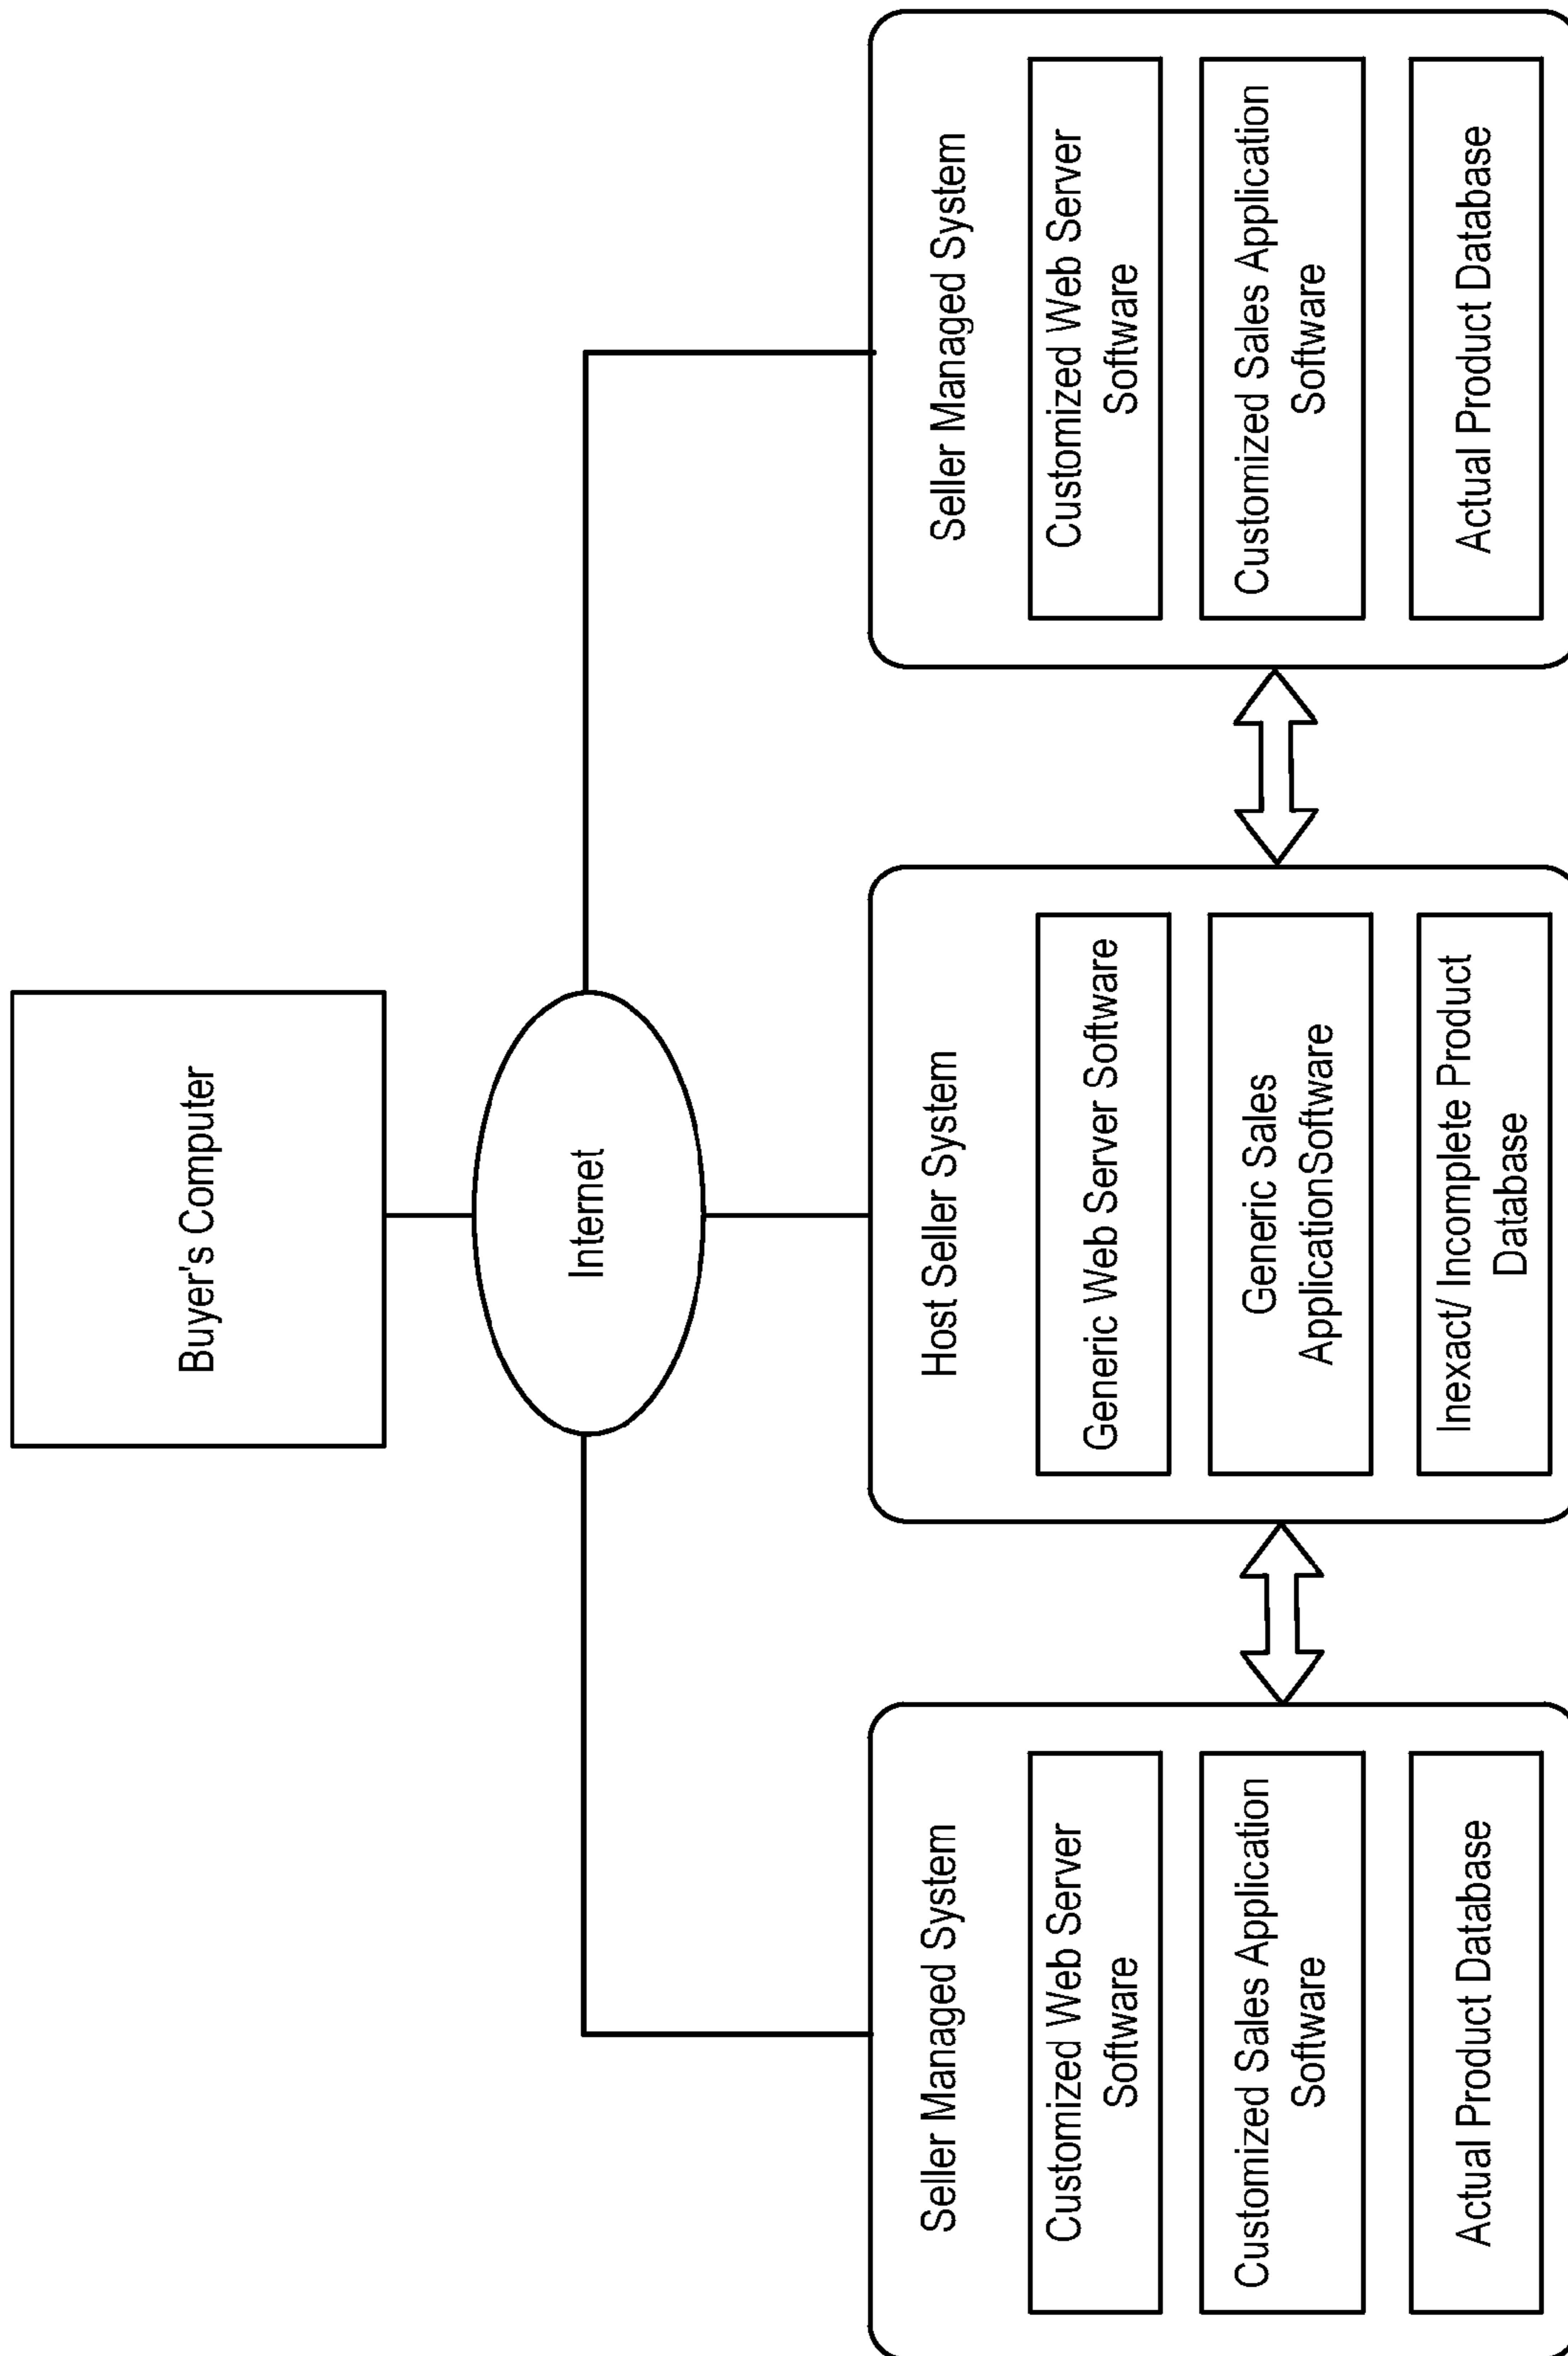 Buyer's Computer
Internet
Seller Managed System
Customized Web Server
Software
Customized Sales Application
Software
Actual Product Database
Host Seller System
Generic Web Server Software
Generic Sales
ApplicationSoftware
Inexact/ Incomplete Product
Database
Seller Managed System
Customized Web Server
Software
Customized Sales Application
Software
Actual Product Database